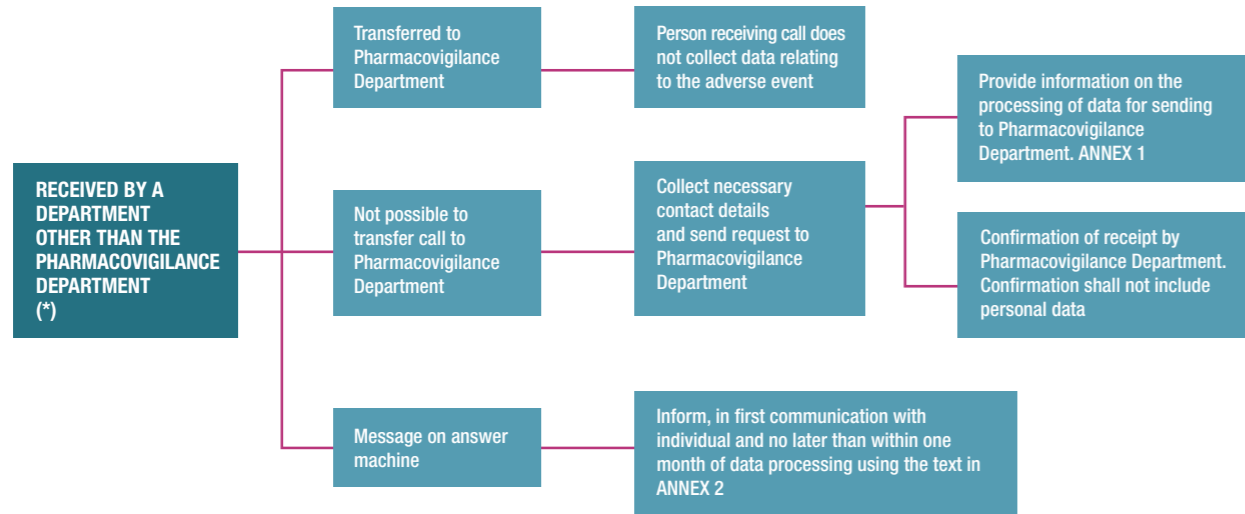 RECEIVED BY A
DEPARTMENT
OTHER THAN THE
PHARMACOVIGILANCE
DEPARTMENT
(*)
Transferred to
Pharmacovigilance
Department
Person receiving call does
not collect data relating
to the adverse event
Not possible to
transfer call to
Pharmacovigilance
Department
Collect necessary
contact details
and send request to
Pharmacovigilance
Department
Provide information on the
processing of data for sending
to Pharmacovigilance
Department. ANNEX 1
Confirmation of receipt by
Pharmacovigilance Department.
Confirmation shall not include
personal data
Message on answer
machine
Inform, in first communication with
individual and no later than within one
month of data processing using the text in
ANNEX 2